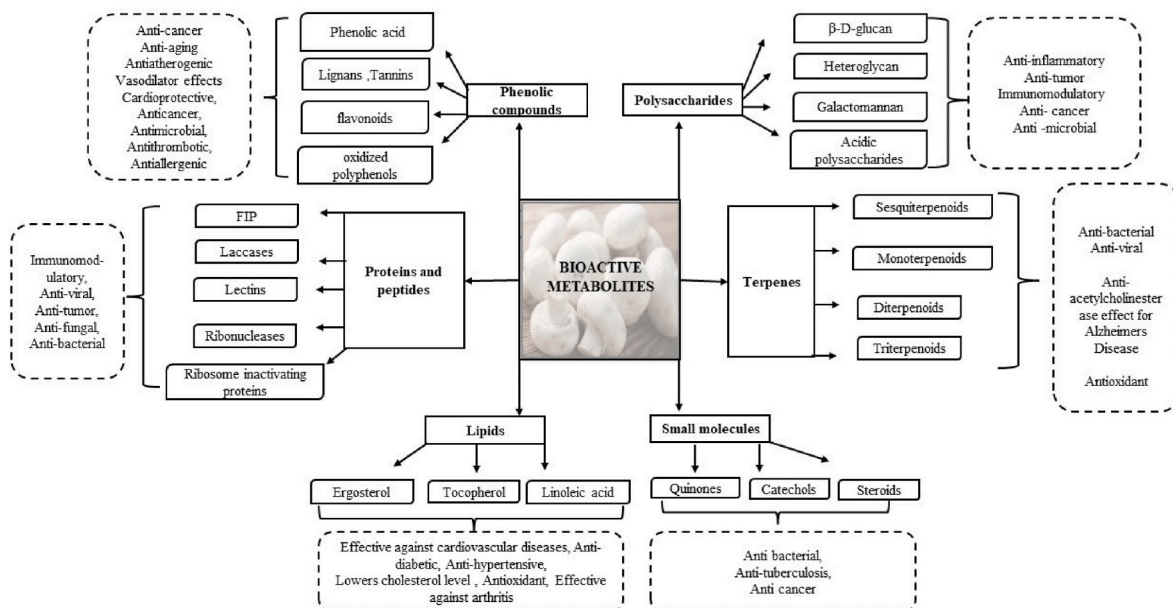 Anti-cancer
Anti-aging
Antiatherogenic
Vasodilator effects
Cardioprotective,
Anticancer,
Antimicrobial,
Antithrombotic,
Antiallergenic
Phenolic acid
Lignans ,Tannins
flavonoids
oxidized
polyphenols
Phenolic
compounds
Polysaccharides
β-D-glucan
Heteroglycan
Galactomannan
Acidic
polysaccharides
Anti-inflammatory
Anti-tumor
Immunomodulatory
Anti- cancer
Anti -microbial
Immunomod-
ulatory,
Anti-viral,
Anti-tumor,
Anti-fungal,
Anti-bacterial
FIP
Laccases
Lectins
Ribonucleases
Ribosome inactivating
proteins
Proteins and
peptides
BIOACTIVE
METABOLITES
Terpenes
Sesquiterpenoids
Monoterpenoids
Diterpenoids
Triterpenoids
Anti-bacterial
Anti-viral
Anti-
acetylcholinester
ase effect for
Alzheimers
Disease
Antioxidant
Lipids
Ergosterol
Tocopherol
Linoleic acid
Effective against cardiovascular diseases, Anti-
diabetic, Anti-hypertensive,
Lowers cholesterol level , Antioxidant, Effective
against arthritis
Small molecules
Quinones
Catechols
Steroids
Anti bacterial,
Anti-tuberculosis,
Anti cancer